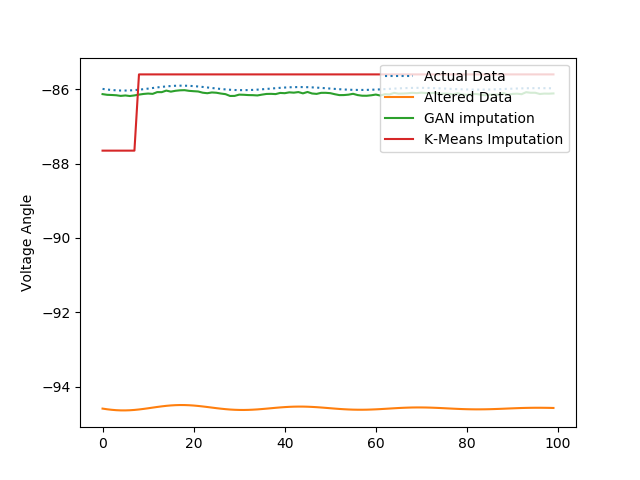 Actual Data
Altered Data
GAN imputation
K-Means Imputation
Voltage Angle
−86
−88
−90
−92
−94
0
20
40
60
80
100